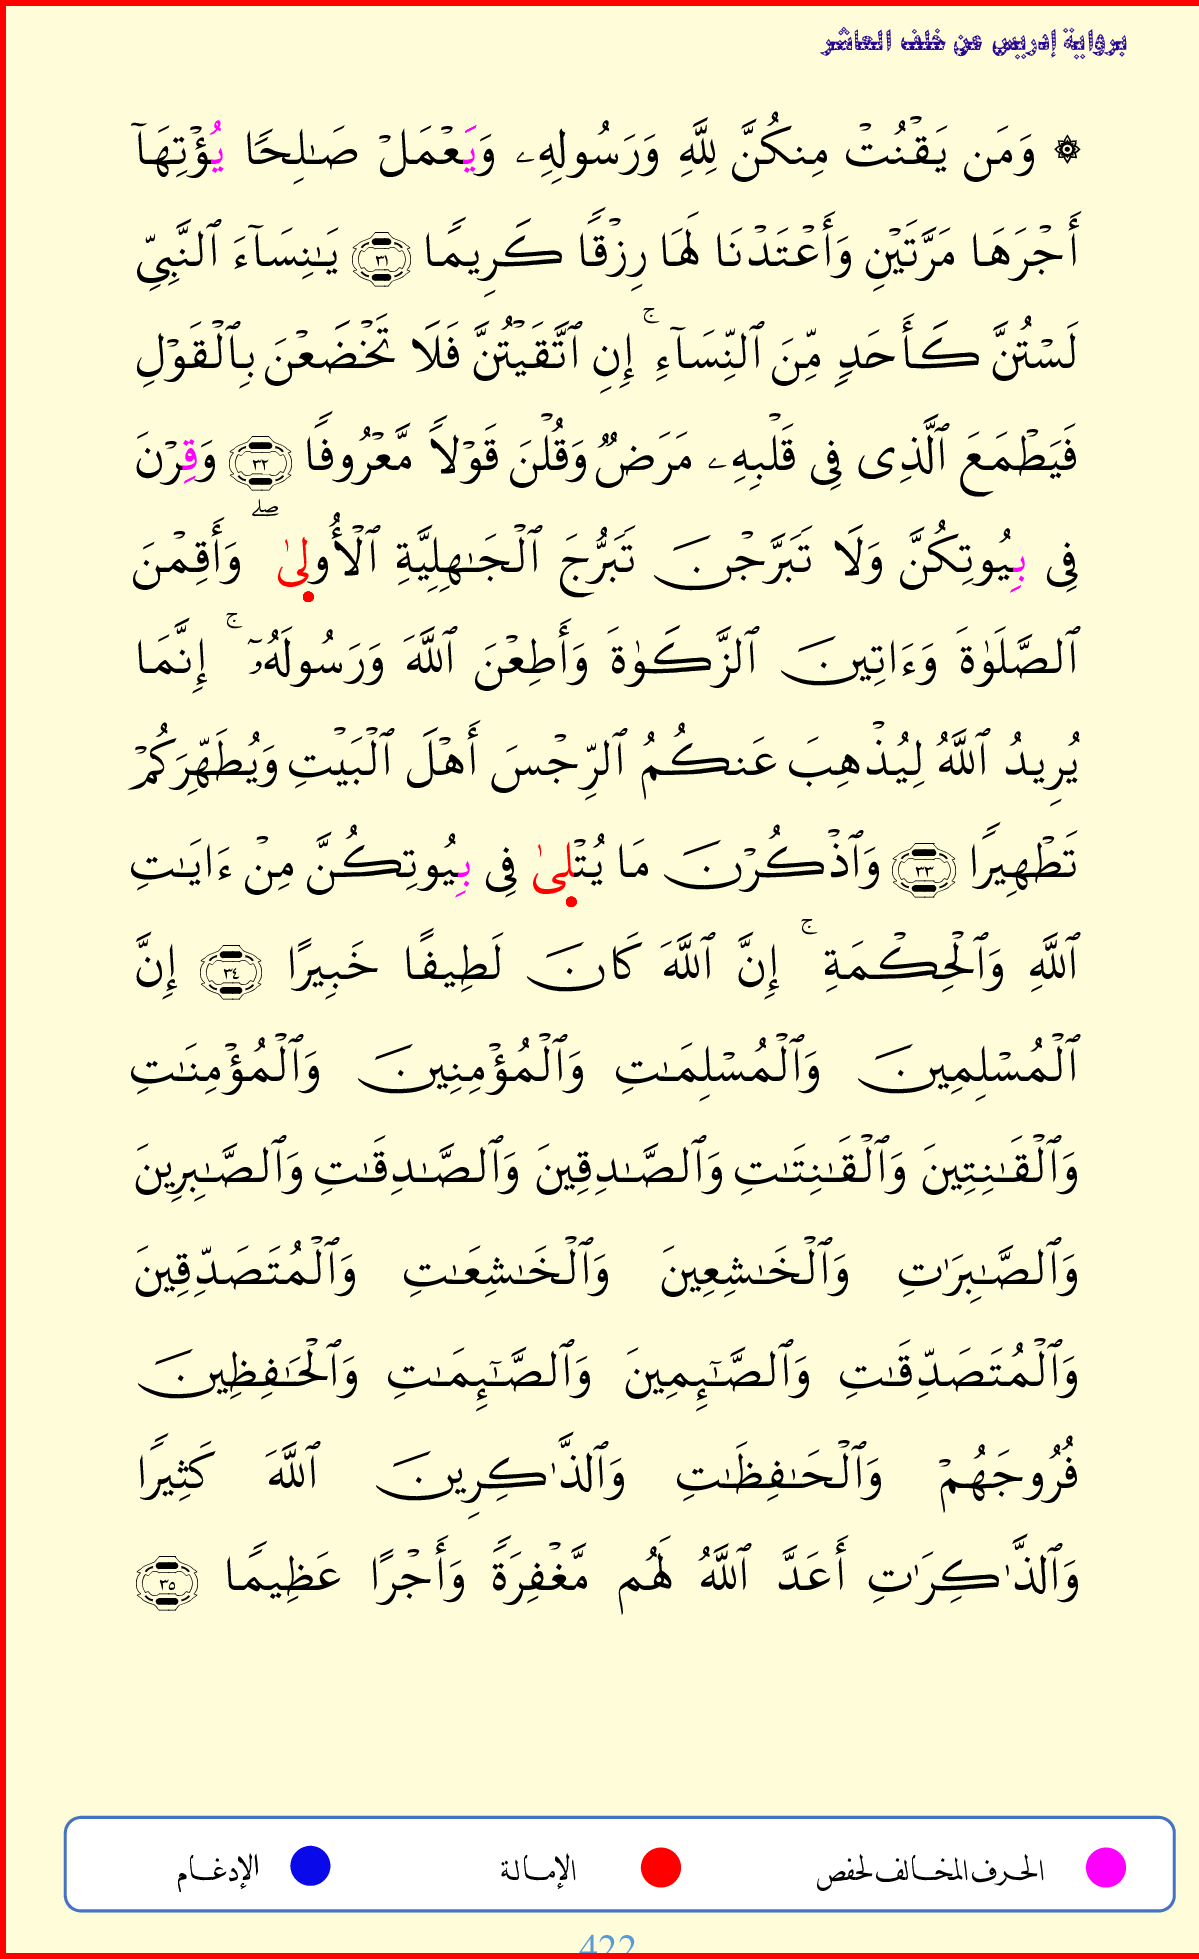 برواية إدريس عن خلف العاشر
۞ وَمَن يَقۡنُتۡ مِنكُنَّ لِلَّهِ وَرَسُولِهِۦ وَيَعۡمَلۡ صَٰلِحًا يُؤۡتِهَآ
أَجۡرَهَا مَرَّتَيۡنِ وَأَعۡتَدۡنَا لَهَا رِزۡقًا كَرِيمًا ٣١ يَٰنِسَآءَ ٱلنَّبِيِّ
لَسۡتُنَّ كَأَحَدٍ مِّنَ ٱلنِّسَآءِۚ إِنِ ٱتَّقَيۡتُنَّ فَلَا تَخۡضَعۡنَ بِٱلۡقَوۡلِ
فَيَطۡمَعَ ٱلَّذِى فِى قَلۡبِهِۦ مَرَضٌ وَقُلۡنَ قَوۡلًا مَّعۡرُوفًا ٣٢ وَقِرۡنَ
فِى بِيُوتِكُنَّ وَلَا تَبَرَّجۡنَ تَبَرُّجَ ٱلۡجَٰهِلِيَّةِ ٱلۡأُولىٰۖ وَأَقِمۡنَ
ٱلصَّلَوٰةَ وَءَاتِينَ ٱلزَّكَوٰةَ وَأَطِعۡنَ ٱللَّهَ وَرَسُولَهُۥٓۚ إِنَّمَا
يُرِيدُ ٱللَّهُ لِيُذۡهِبَ عَنكُمُ ٱلرِّجۡسَ أَهۡلَ ٱلۡبَيۡتِ وَيُطَهِّرَكُمۡ
تَطۡهِيرًا ٣٣ وَٱذۡكُرۡنَ مَا يُتۡلىٰ فِى بِيُوتِكُنَّ مِنۡ ءَايَٰتِ
ٱللَّهِ وَٱلۡحِكۡمَةِۚ إِنَّ ٱللَّهَ كَانَ لَطِيفًا خَبِيرًا ٣٤ إِنَّ
ٱلۡمُسۡلِمِينَ وَٱلۡمُسۡلِمَٰتِ وَٱلۡمُؤۡمِنِينَ وَٱلۡمُؤۡمِنَٰتِ
وَٱلۡقَٰنِتِينَ وَٱلۡقَٰنِتَٰتِ وَٱلصَّٰدِقِينَ وَٱلصَّٰدِقَٰتِ وَٱلصَّٰبِرِينَ
وَٱلصَّٰبِرَٰتِ وَٱلۡخَٰشِعِينَ وَٱلۡخَٰشِعَٰتِ وَٱلۡمُتَصَدِّقِينَ
وَٱلۡمُتَصَدِّقَٰتِ وَٱلصَّٰٓئِمِينَ وَٱلصَّٰٓئِمَٰتِ وَٱلۡحَٰفِظِينَ
فُرُوجَهُمۡ وَٱلۡحَٰفِظَٰتِ وَٱلذَّٰكِرِينَ ٱللَّهَ كَثِيرًا
وَٱلذَّٰكِرَٰتِ أَعَدَّ ٱللَّهُ لَهُم مَّغۡفِرَةً وَأَجۡرًا عَظِيمًا ٣٥
الحرف المخالف لحفص الإمالة الإدغام
422